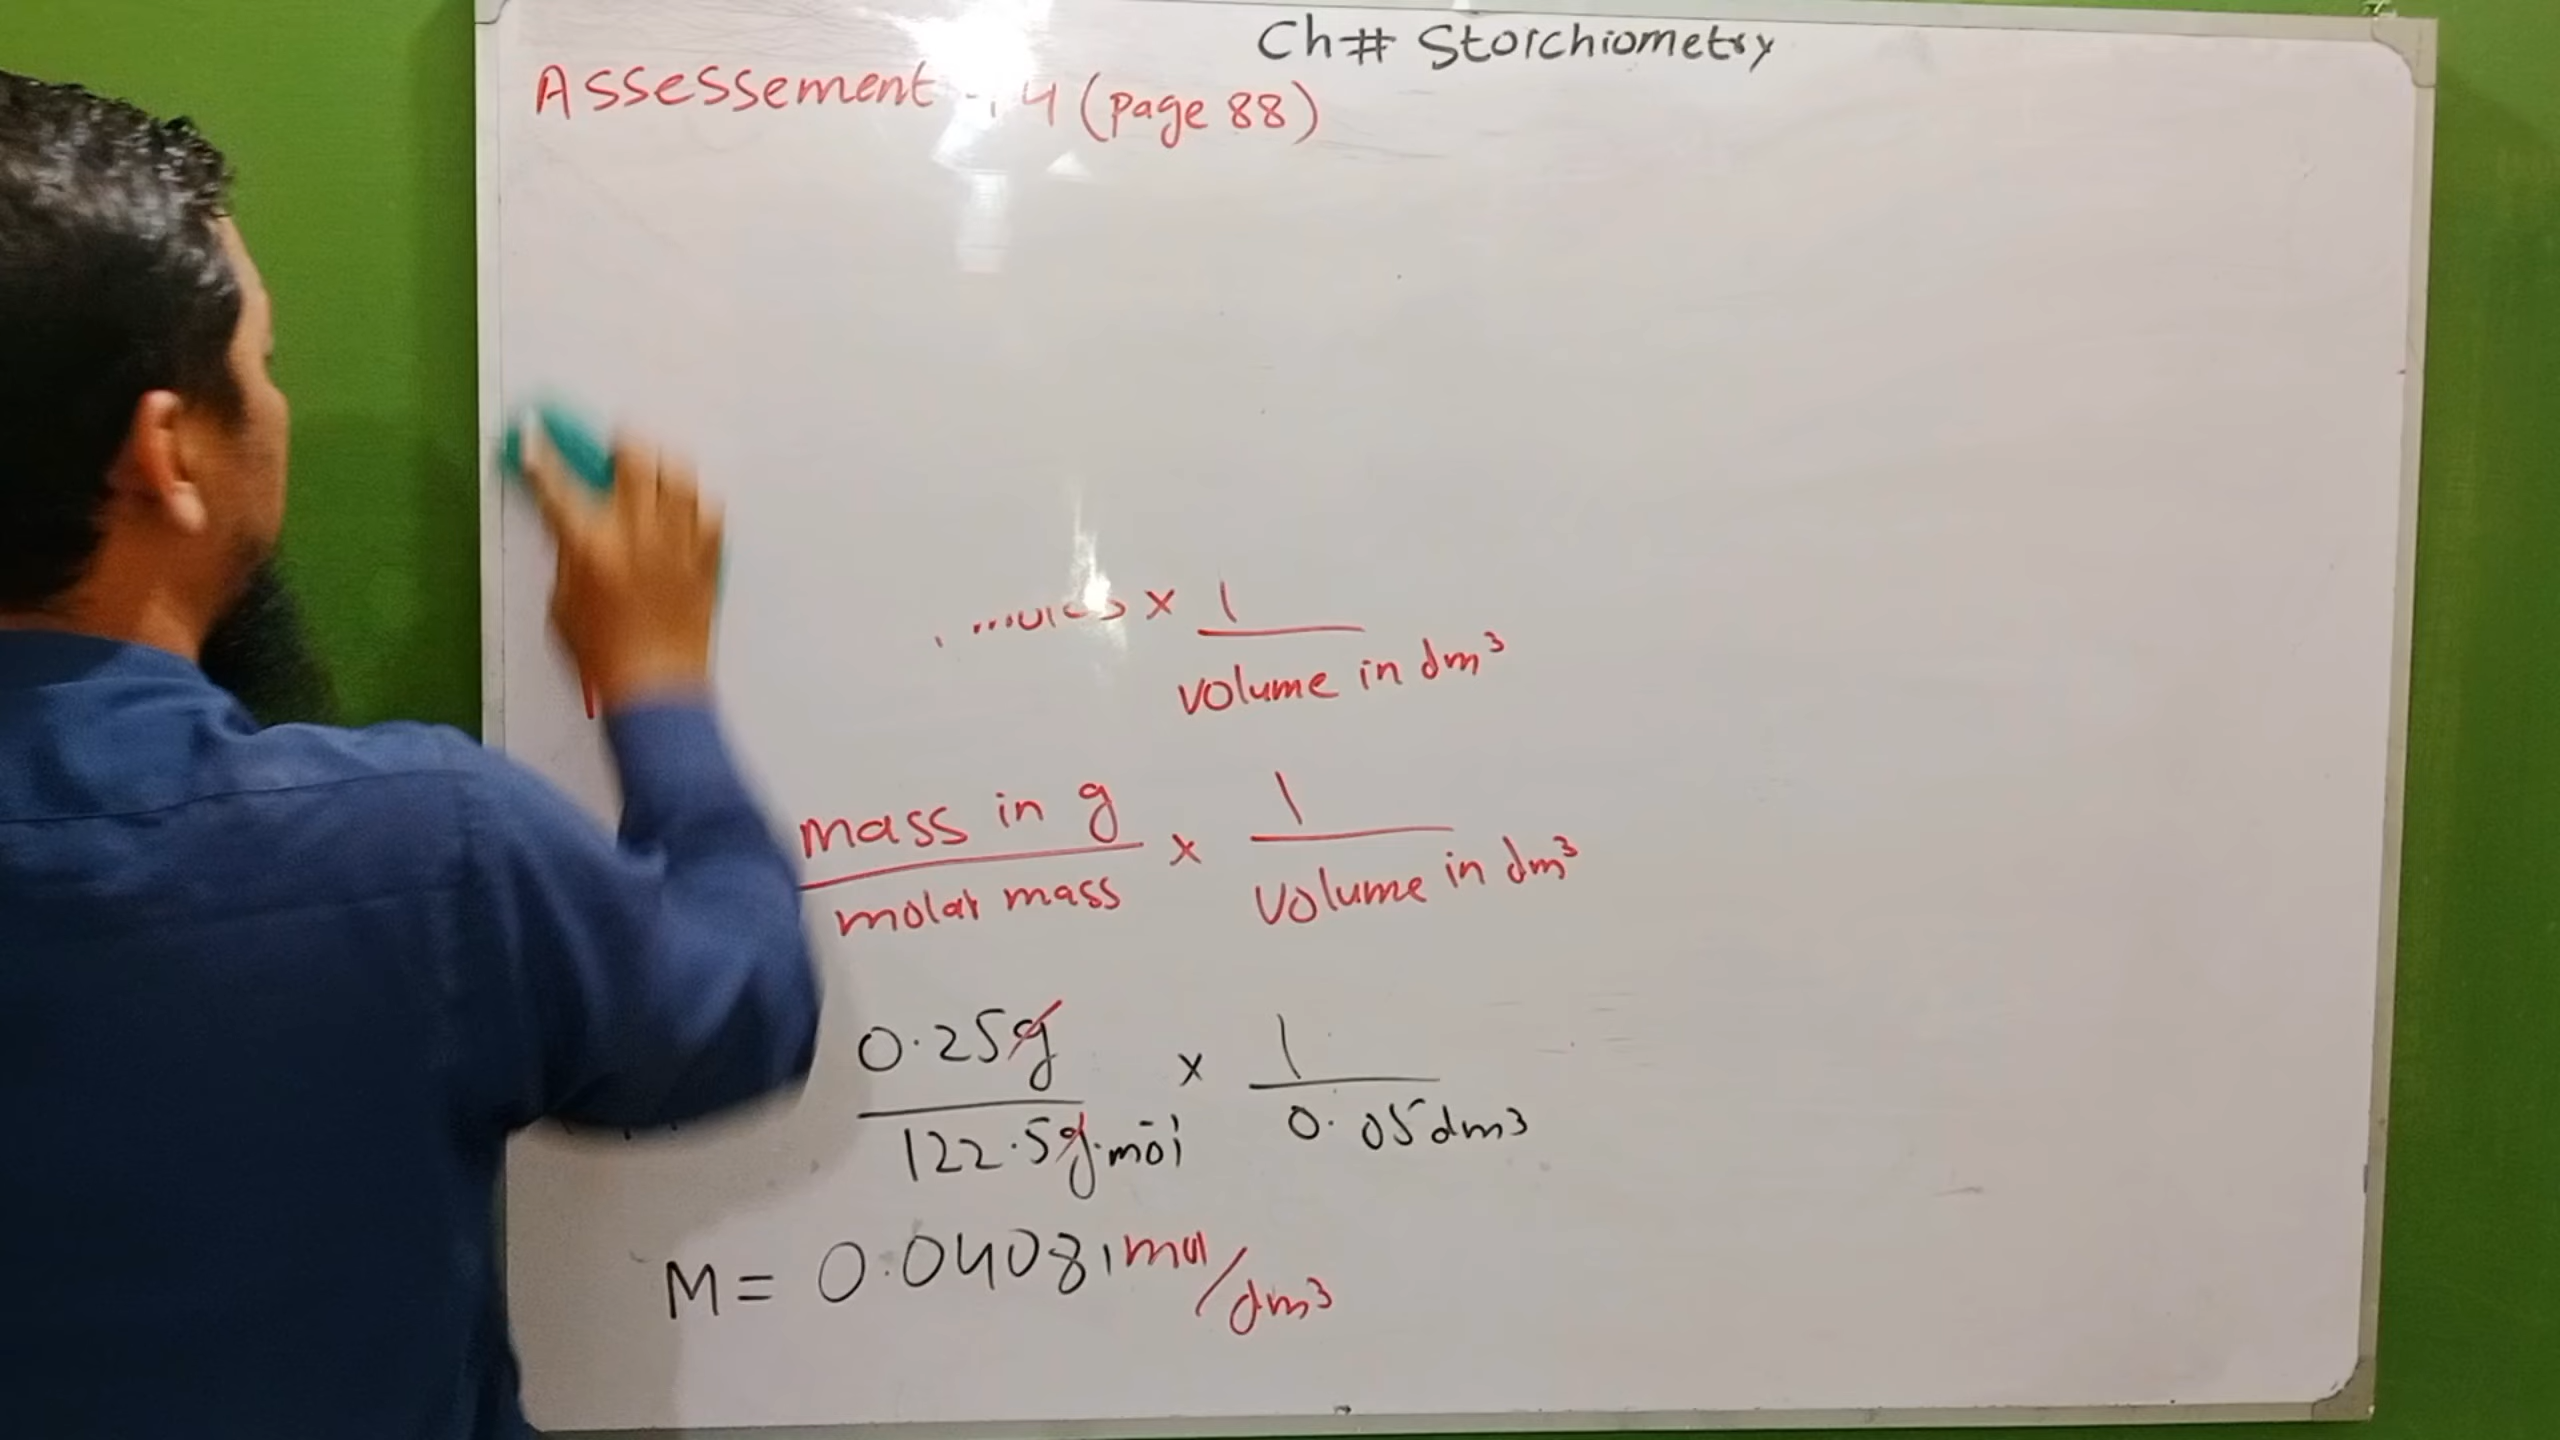 Ch# Stoichiometry
Assessement 4 (page 88)
× 1
volume in dm³
mass in g × 1
molar mass volume in dm³
0.25g × 1
122.5g.mol⁻¹ 0.05dm³
M = 0.04081 mol/dm³